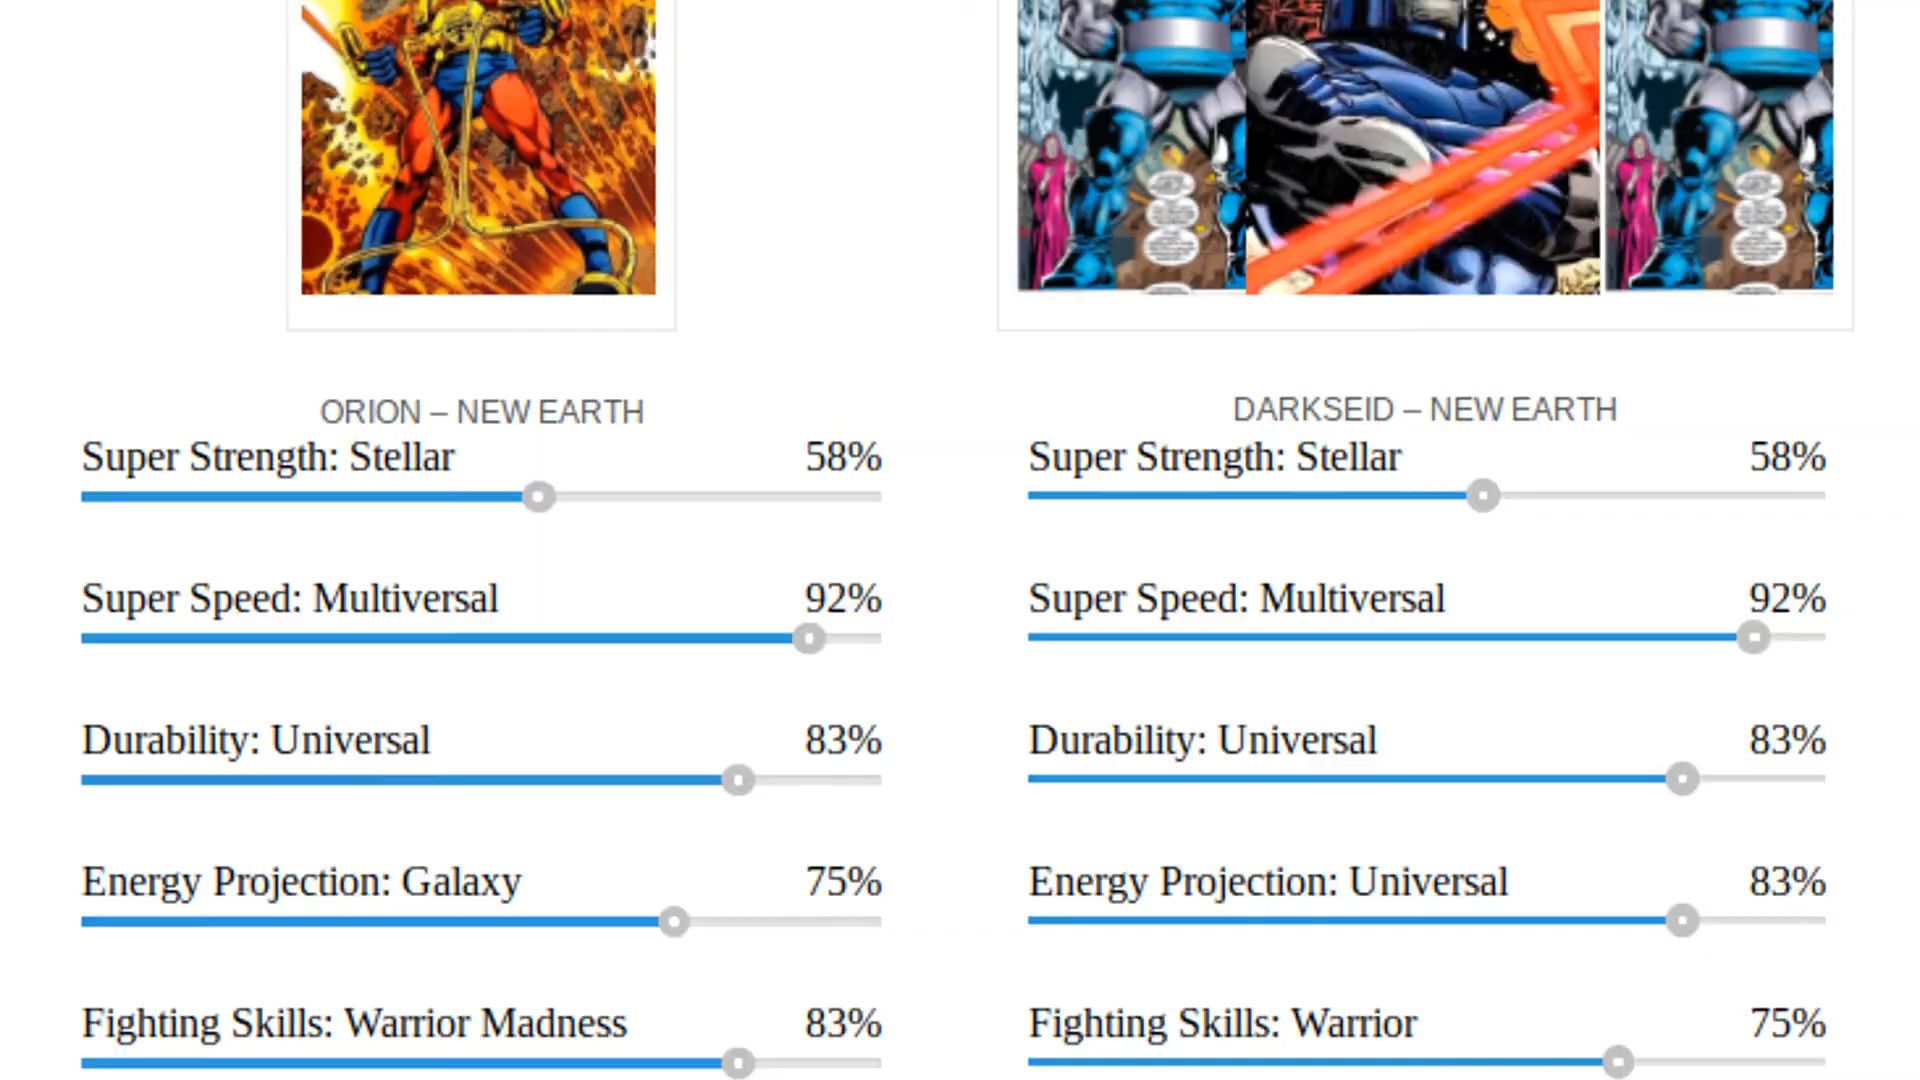 ORION – NEW EARTH
Super Strength: Stellar 58%
Super Speed: Multiversal 92%
Durability: Universal 83%
Energy Projection: Galaxy 75%
Fighting Skills: Warrior Madness 83%
DARKSEID – NEW EARTH
Super Strength: Stellar 58%
Super Speed: Multiversal 92%
Durability: Universal 83%
Energy Projection: Universal 83%
Fighting Skills: Warrior 75%